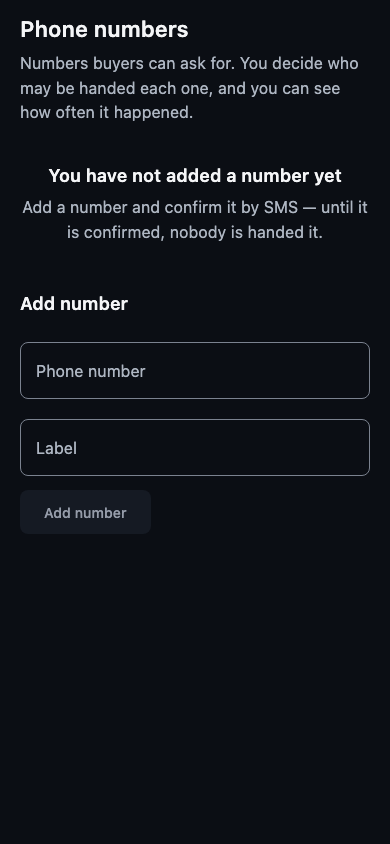 Phone numbers
Numbers buyers can ask for. You decide who
may be handed each one, and you can see
how often it happened.
You have not added a number yet
Add a number and confirm it by SMS — until it
is confirmed, nobody is handed it.
Add number
Phone number
Label
Add number